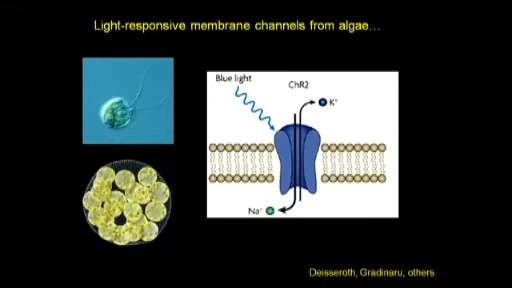 Light-responsive membrane channels from algae…
Blue light
ChR2
K⁺
Na⁺
Deisseroth, Gradinaru, others